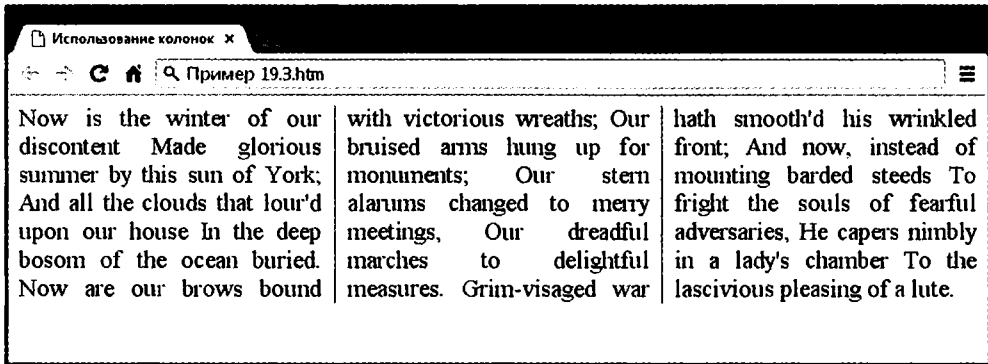 Использование колонок ×
Пример 19.3.htm
Now is the winter of our
discontent Made glorious
summer by this sun of York;
And all the clouds that lour'd
upon our house In the deep
bosom of the ocean buried.
Now are our brows bound
with victorious wreaths; Our
bruised arms hung up for
monuments; Our stern
alarums changed to merry
meetings, Our dreadful
marches to delightful
measures. Grim-visaged war
hath smooth'd his wrinkled
front; And now, instead of
mounting barded steeds To
fright the souls of fearful
adversaries, He capers nimbly
in a lady's chamber To the
lascivious pleasing of a lute.